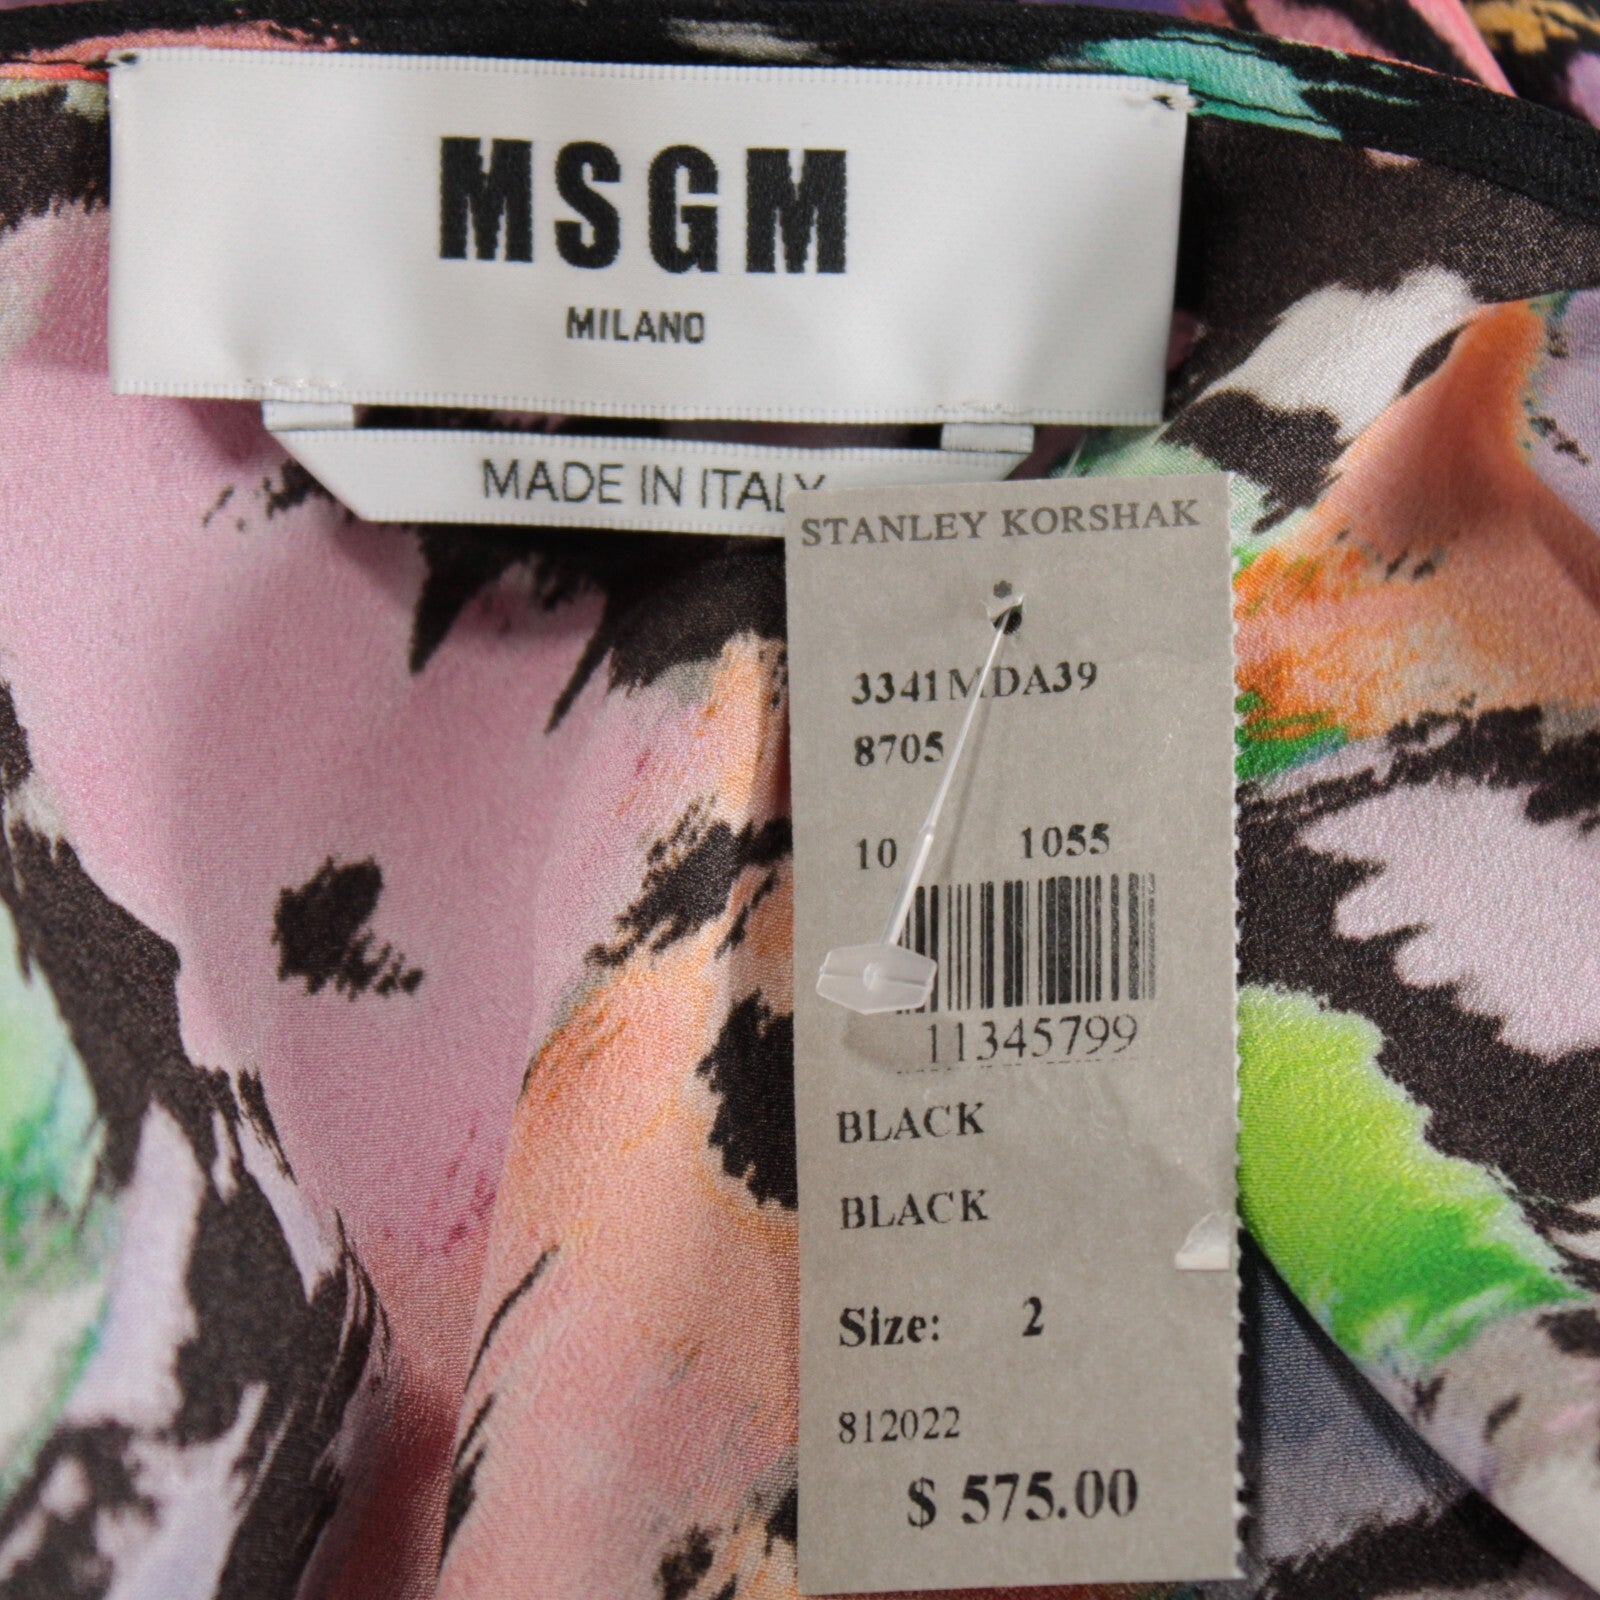 MSGM
MILANO
MADE IN ITALY
STANLEY KORSHAK
3341MDA39
8705
10 1055
11345799
BLACK
BLACK
Size: 2
812022
$ 575.00